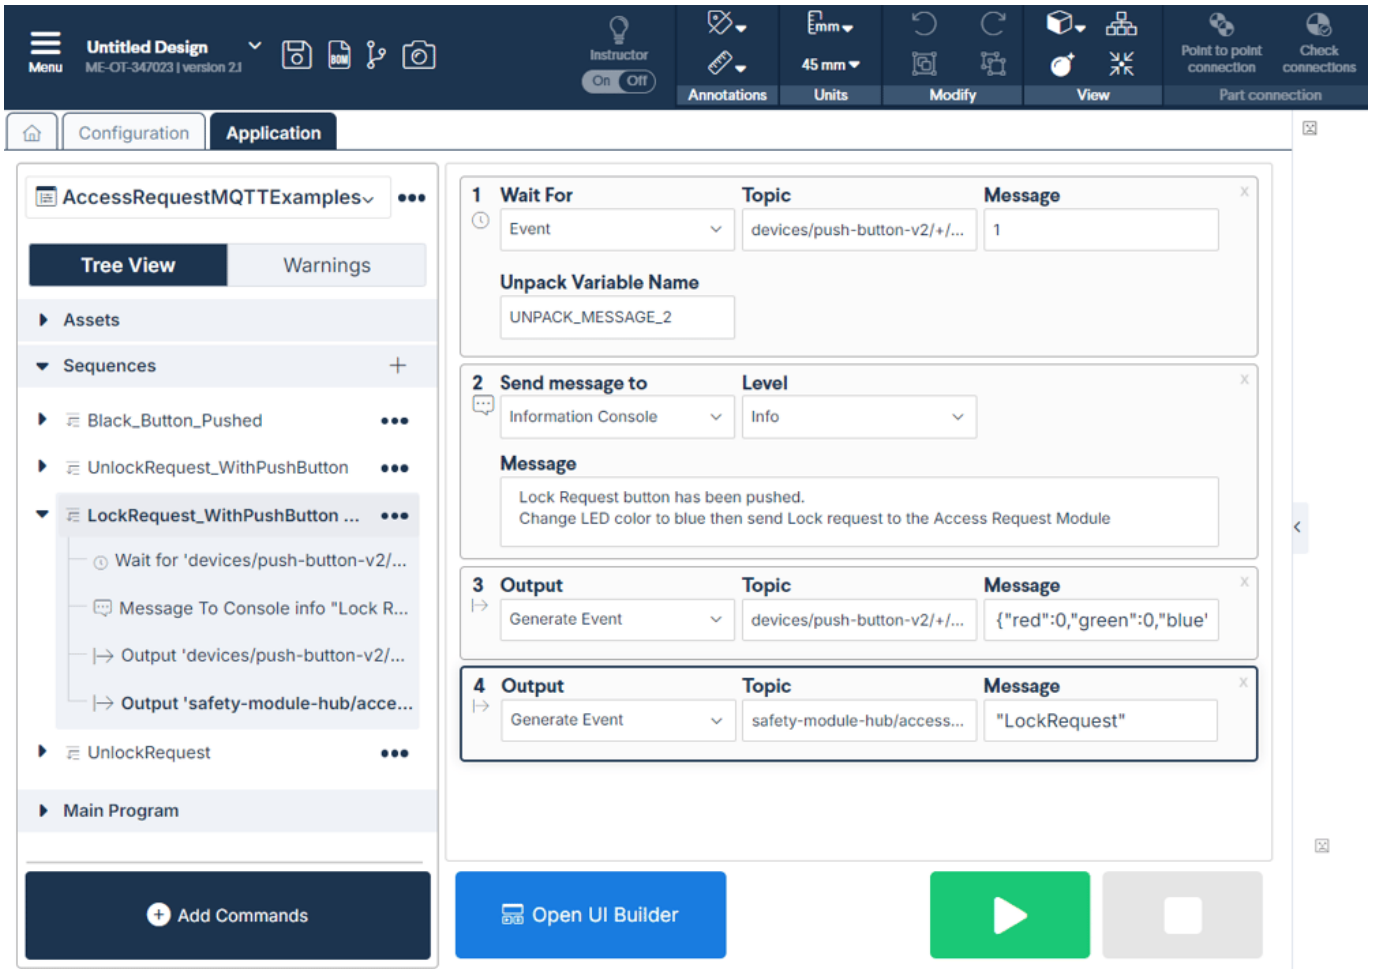 Menu
Untitled Design
ME-OT-347023 | version 2.1
BOM
Instructor
On Off
Annotations
mm
45 mm
Units
Modify
View
Point to point
connection
Check
connections
Part connection
Configuration
Application
AccessRequestMQTTExamples
Tree View
Warnings
Assets
Sequences
Black_Button_Pushed
UnlockRequest_WithPushButton
LockRequest_WithPushButton ...
Wait for 'devices/push-button-v2/...
Message To Console info "Lock R...
Output 'devices/push-button-v2/...
Output 'safety-module-hub/acce...
UnlockRequest
Main Program
Add Commands
1 Wait For Topic Message x
Event devices/push-button-v2/+/... 1
Unpack Variable Name
UNPACK_MESSAGE_2
2 Send message to Level x
Information Console Info
Message
Lock Request button has been pushed.
Change LED color to blue then send Lock request to the Access Request Module
3 Output Topic Message x
Generate Event devices/push-button-v2/+/... {"red":0,"green":0,"blue"
4 Output Topic Message x
Generate Event safety-module-hub/access... "LockRequest"
Open UI Builder